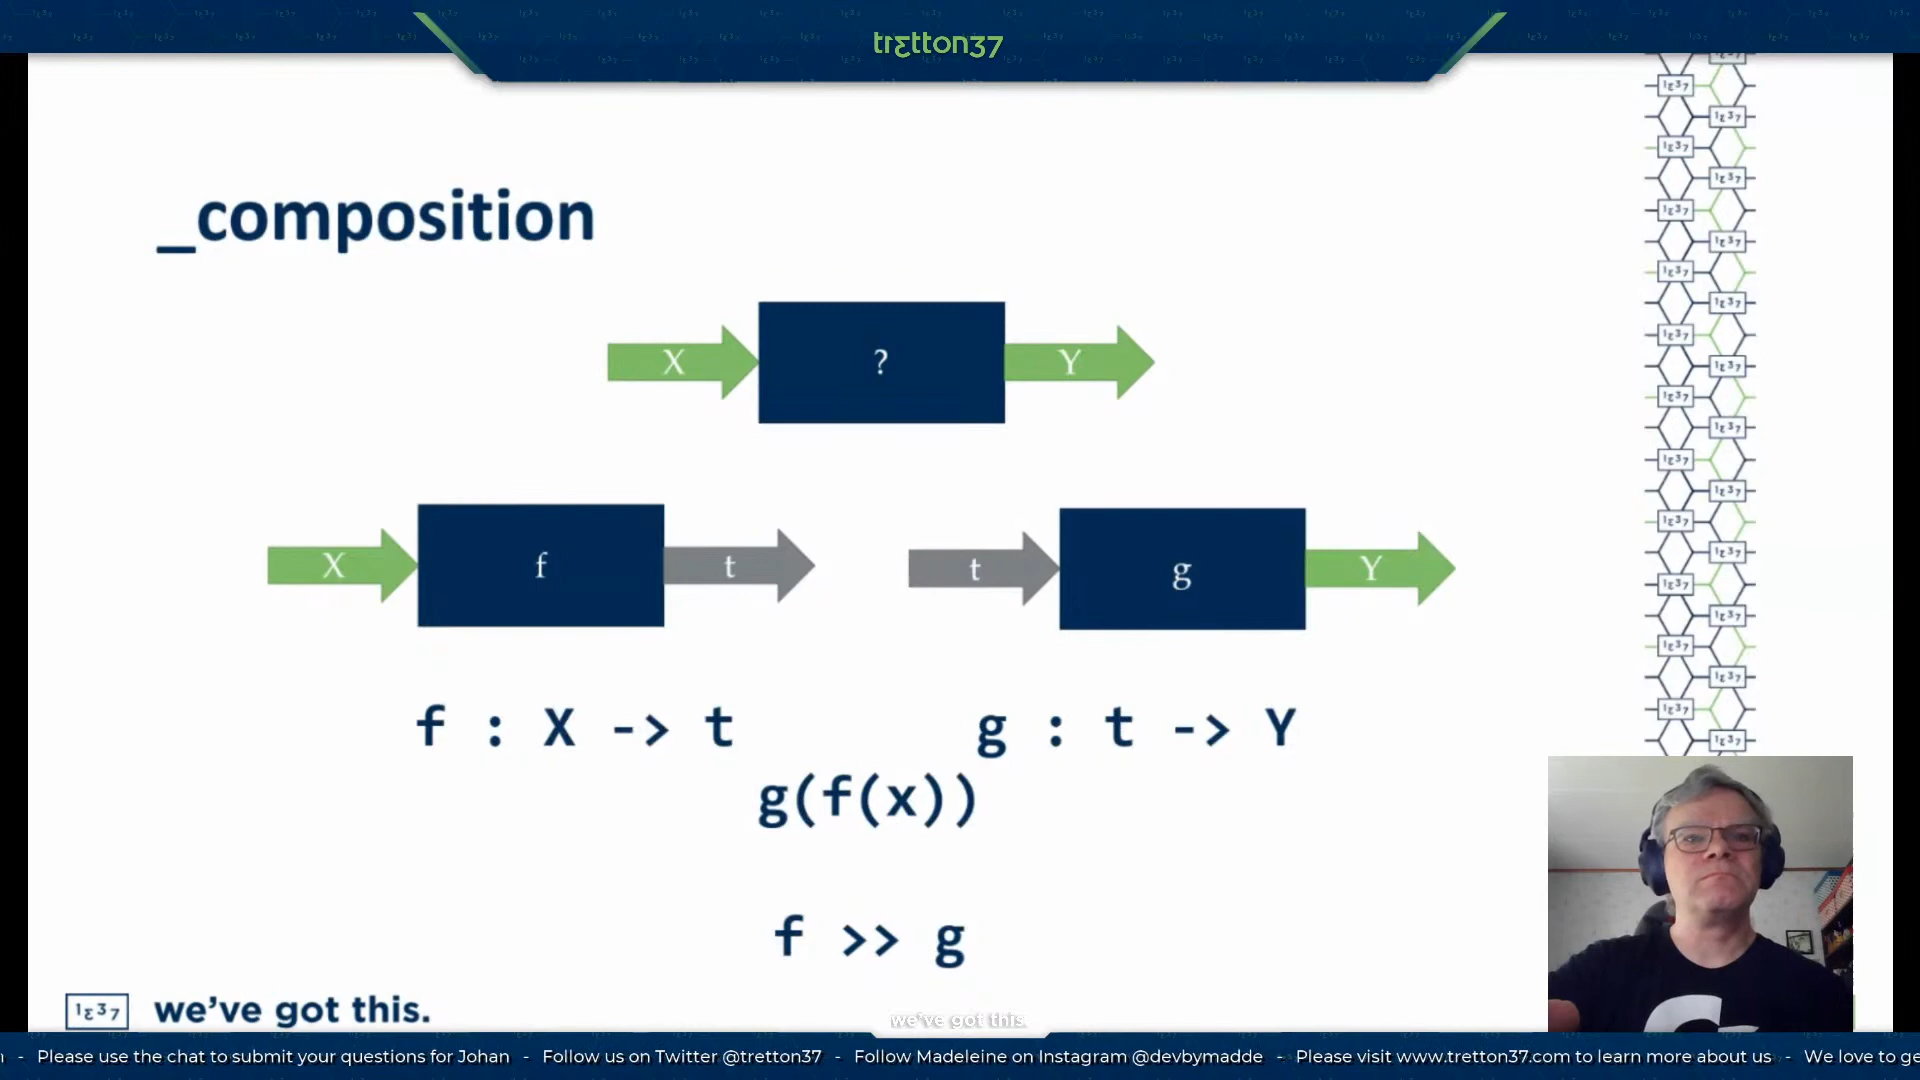 trƹtton37
_composition
X ? Y
X f t t g Y
f : X -> t g : t -> Y
g(f(x))
f >> g
1ƹ37 we've got this.
we've got this.
- Please use the chat to submit your questions for Johan - Follow us on Twitter @tretton37 - Follow Madeleine on Instagram @devbymadde - Please visit www.tretton37.com to learn more about us - We love to ge